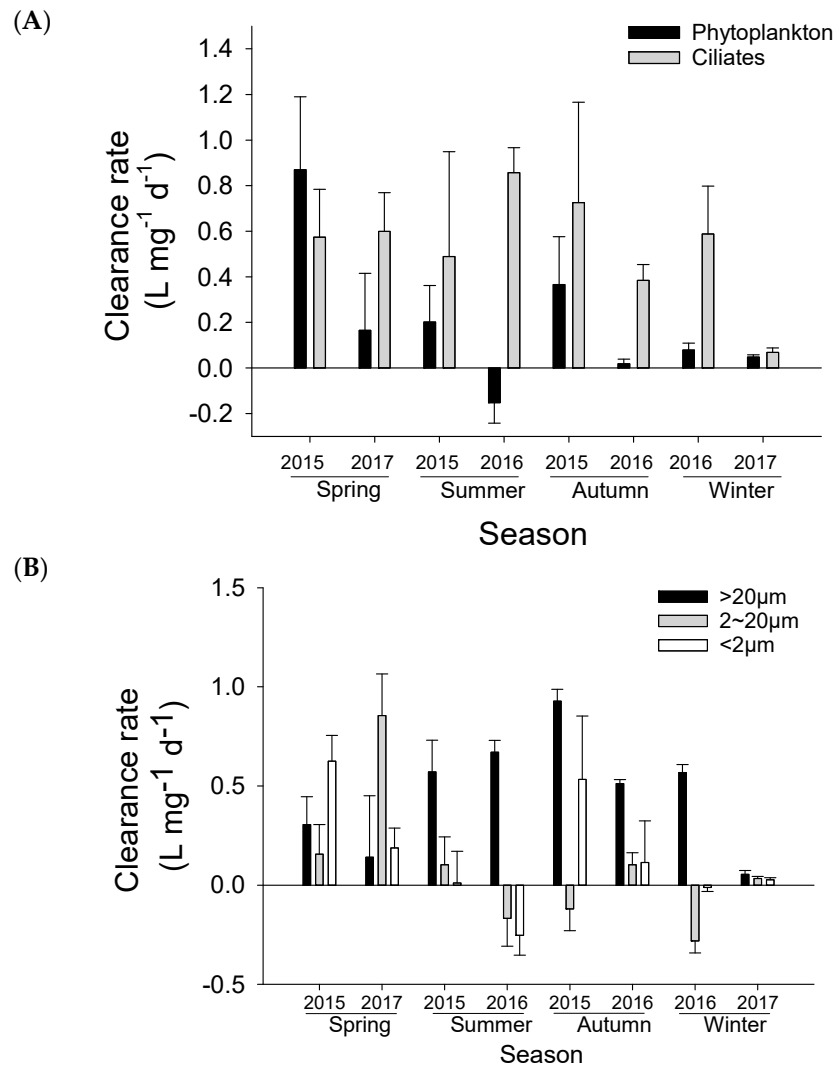 (A)
Phytoplankton
Ciliates
Clearance rate
(L mg⁻¹ d⁻¹)
1.4
1.2
1.0
0.8
0.6
0.4
0.2
0.0
-0.2
2015 2017 2015 2016 2015 2016 2016 2017
Spring Summer Autumn Winter
Season
(B)
>20µm
2~20µm
<2µm
Clearance rate
(L mg⁻¹ d⁻¹)
1.5
1.0
0.5
0.0
-0.5
2015 2017 2015 2016 2015 2016 2016 2017
Spring Summer Autumn Winter
Season